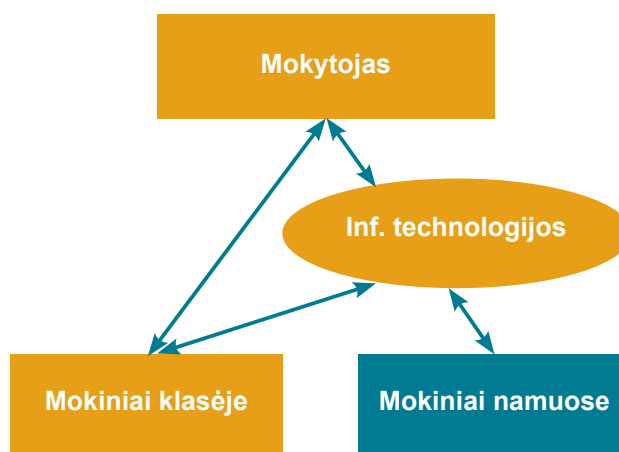 Mokytojas
Inf. technologijos
Mokiniai klasėje
Mokiniai namuose